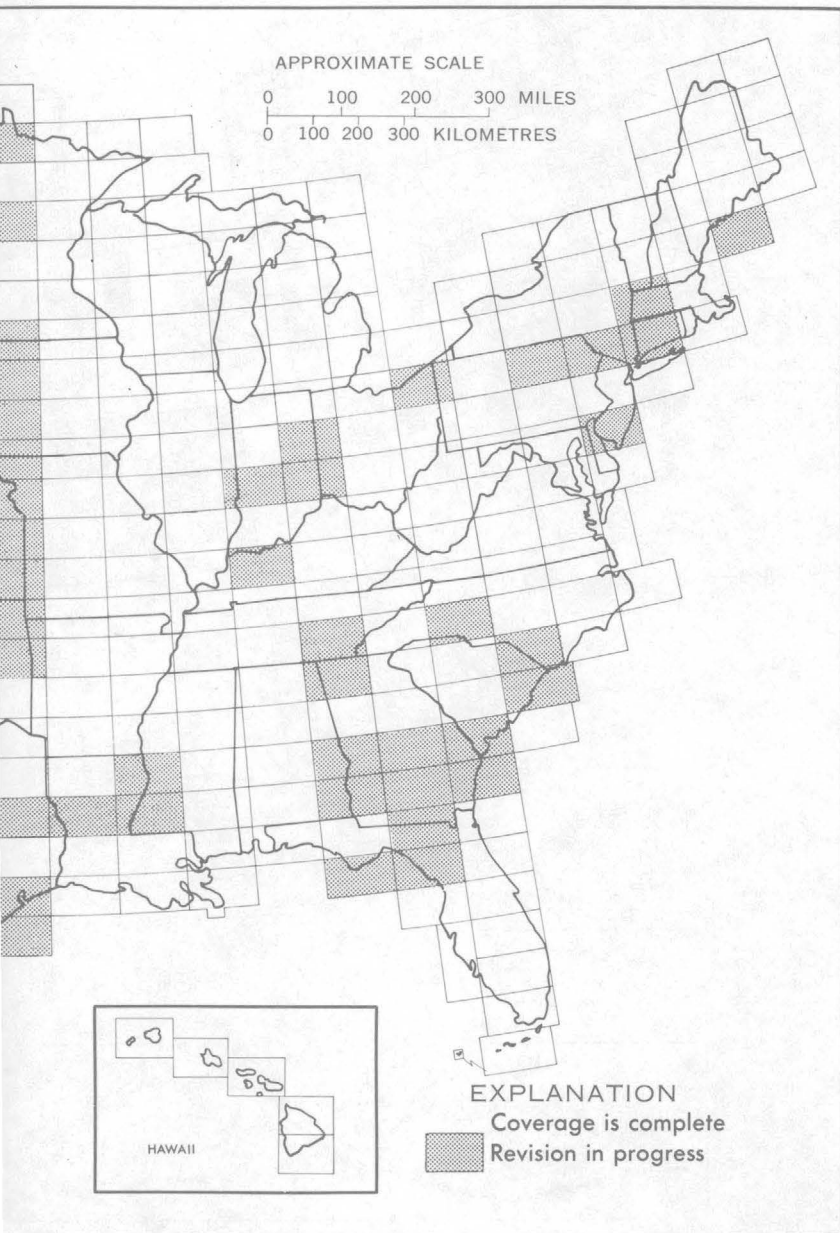 APPROXIMATE SCALE
0 100 200 300 MILES
0 100 200 300 KILOMETRES
HAWAII
EXPLANATION
Coverage is complete
Revision in progress